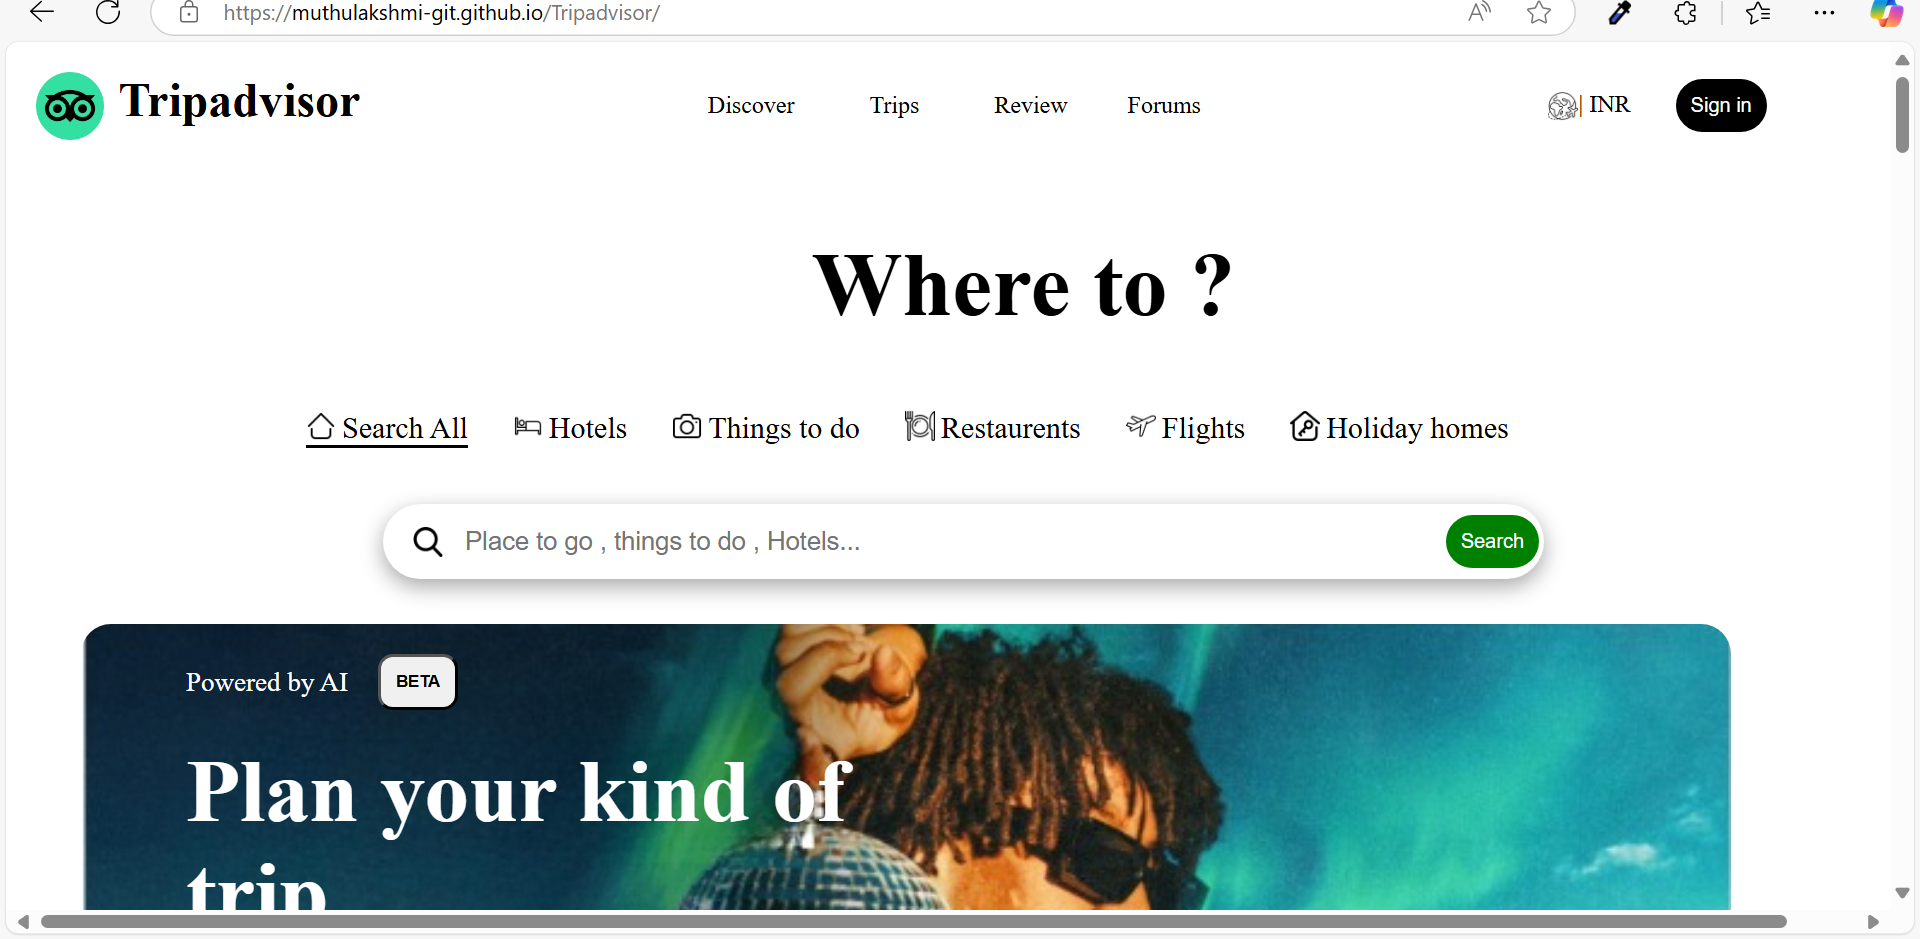 https://muthulakshmi-git.github.io/Tripadvisor/
Tripadvisor Discover Trips Review Forums | INR Sign in
Where to ?
Search All Hotels Things to do Restaurents Flights Holiday homes
Place to go , things to do , Hotels... Search
Powered by AI BETA
Plan your kind of
trip